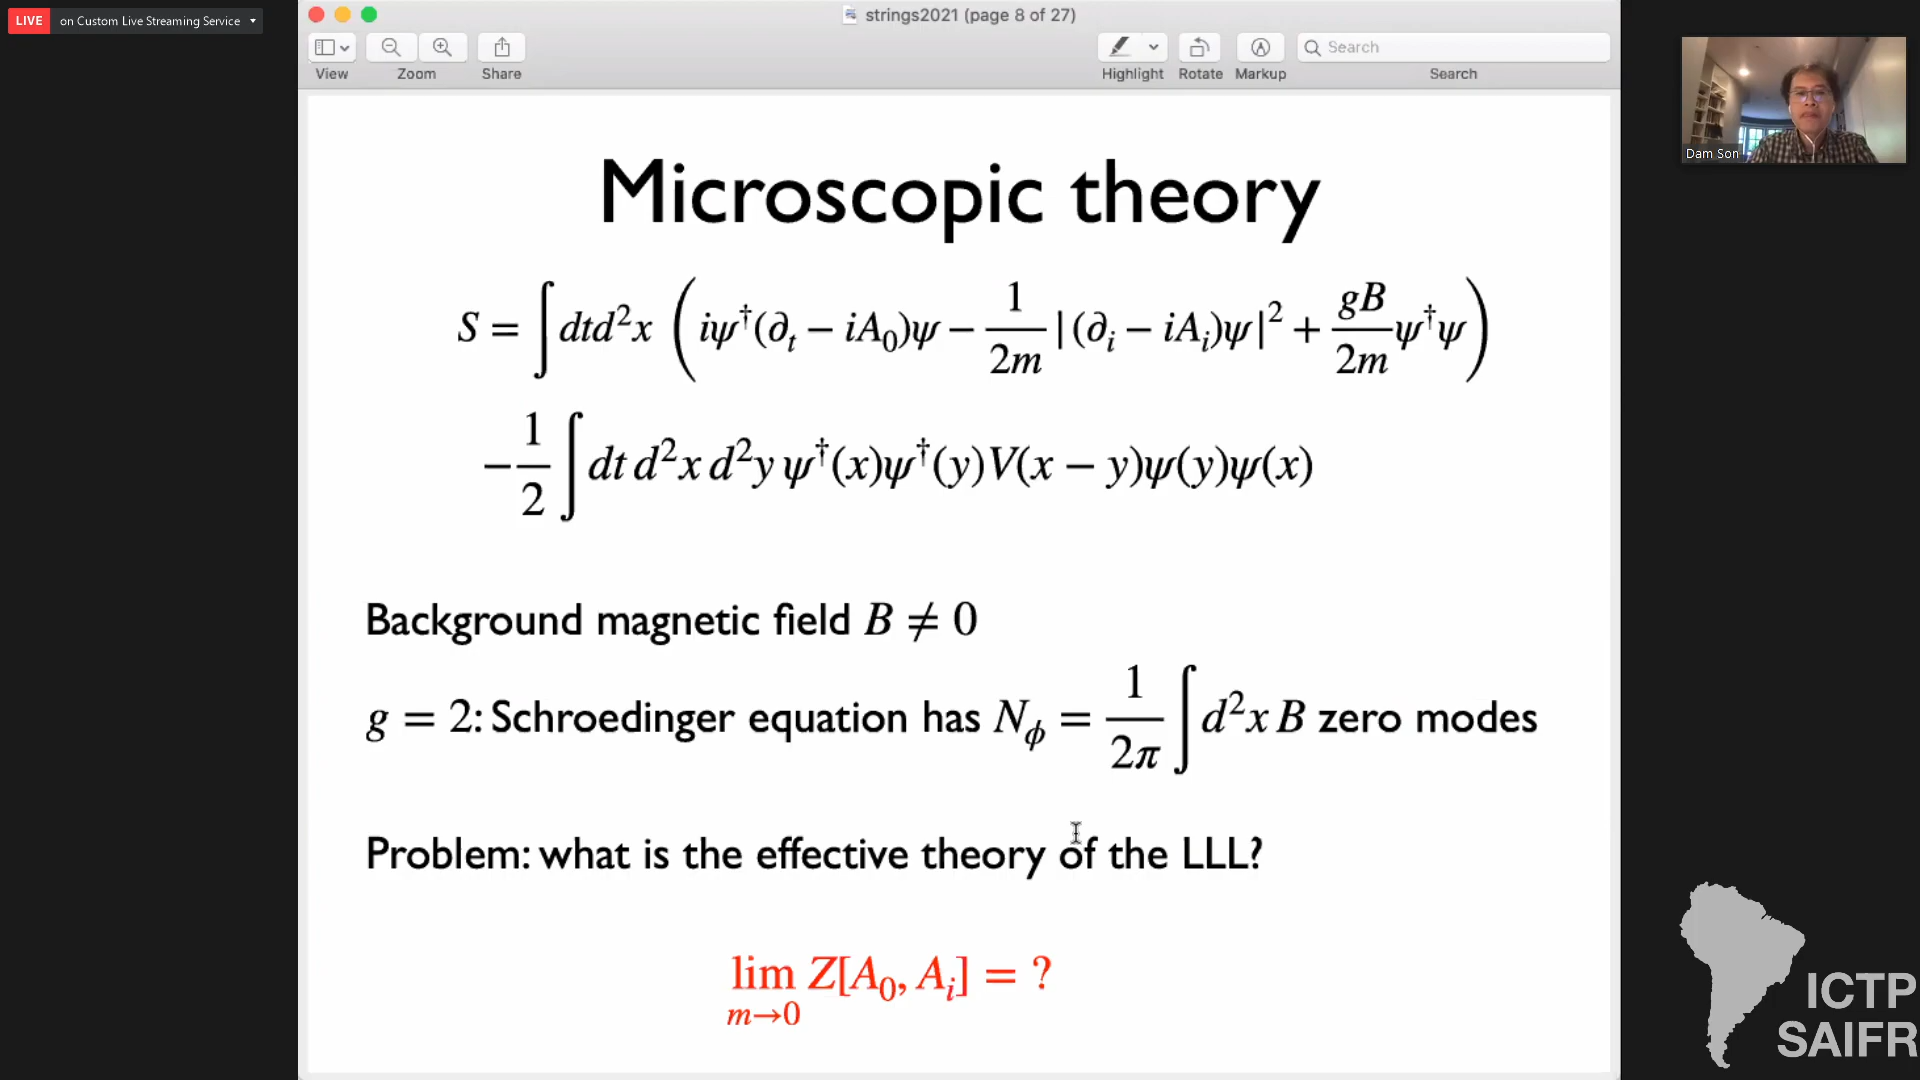 LIVE on Custom Live Streaming Service
strings2021 (page 8 of 27)
View Zoom Share Highlight Rotate Markup Search
Search
Dam Son
Microscopic theory
S = ∫ dtd²x ( iψ†(∂ₜ − iA₀)ψ − 1/2m |(∂ᵢ − iAᵢ)ψ|² + gB/2m ψ†ψ )
−1/2 ∫ dt d²x d²y ψ†(x)ψ†(y)V(x − y)ψ(y)ψ(x)
Background magnetic field B ≠ 0
g = 2: Schroedinger equation has N_ϕ = 1/2π ∫ d²x B zero modes
Problem: what is the effective theory of the LLL?
lim m→0 Z[A₀, Aᵢ] = ?
ICTP
SAIFR